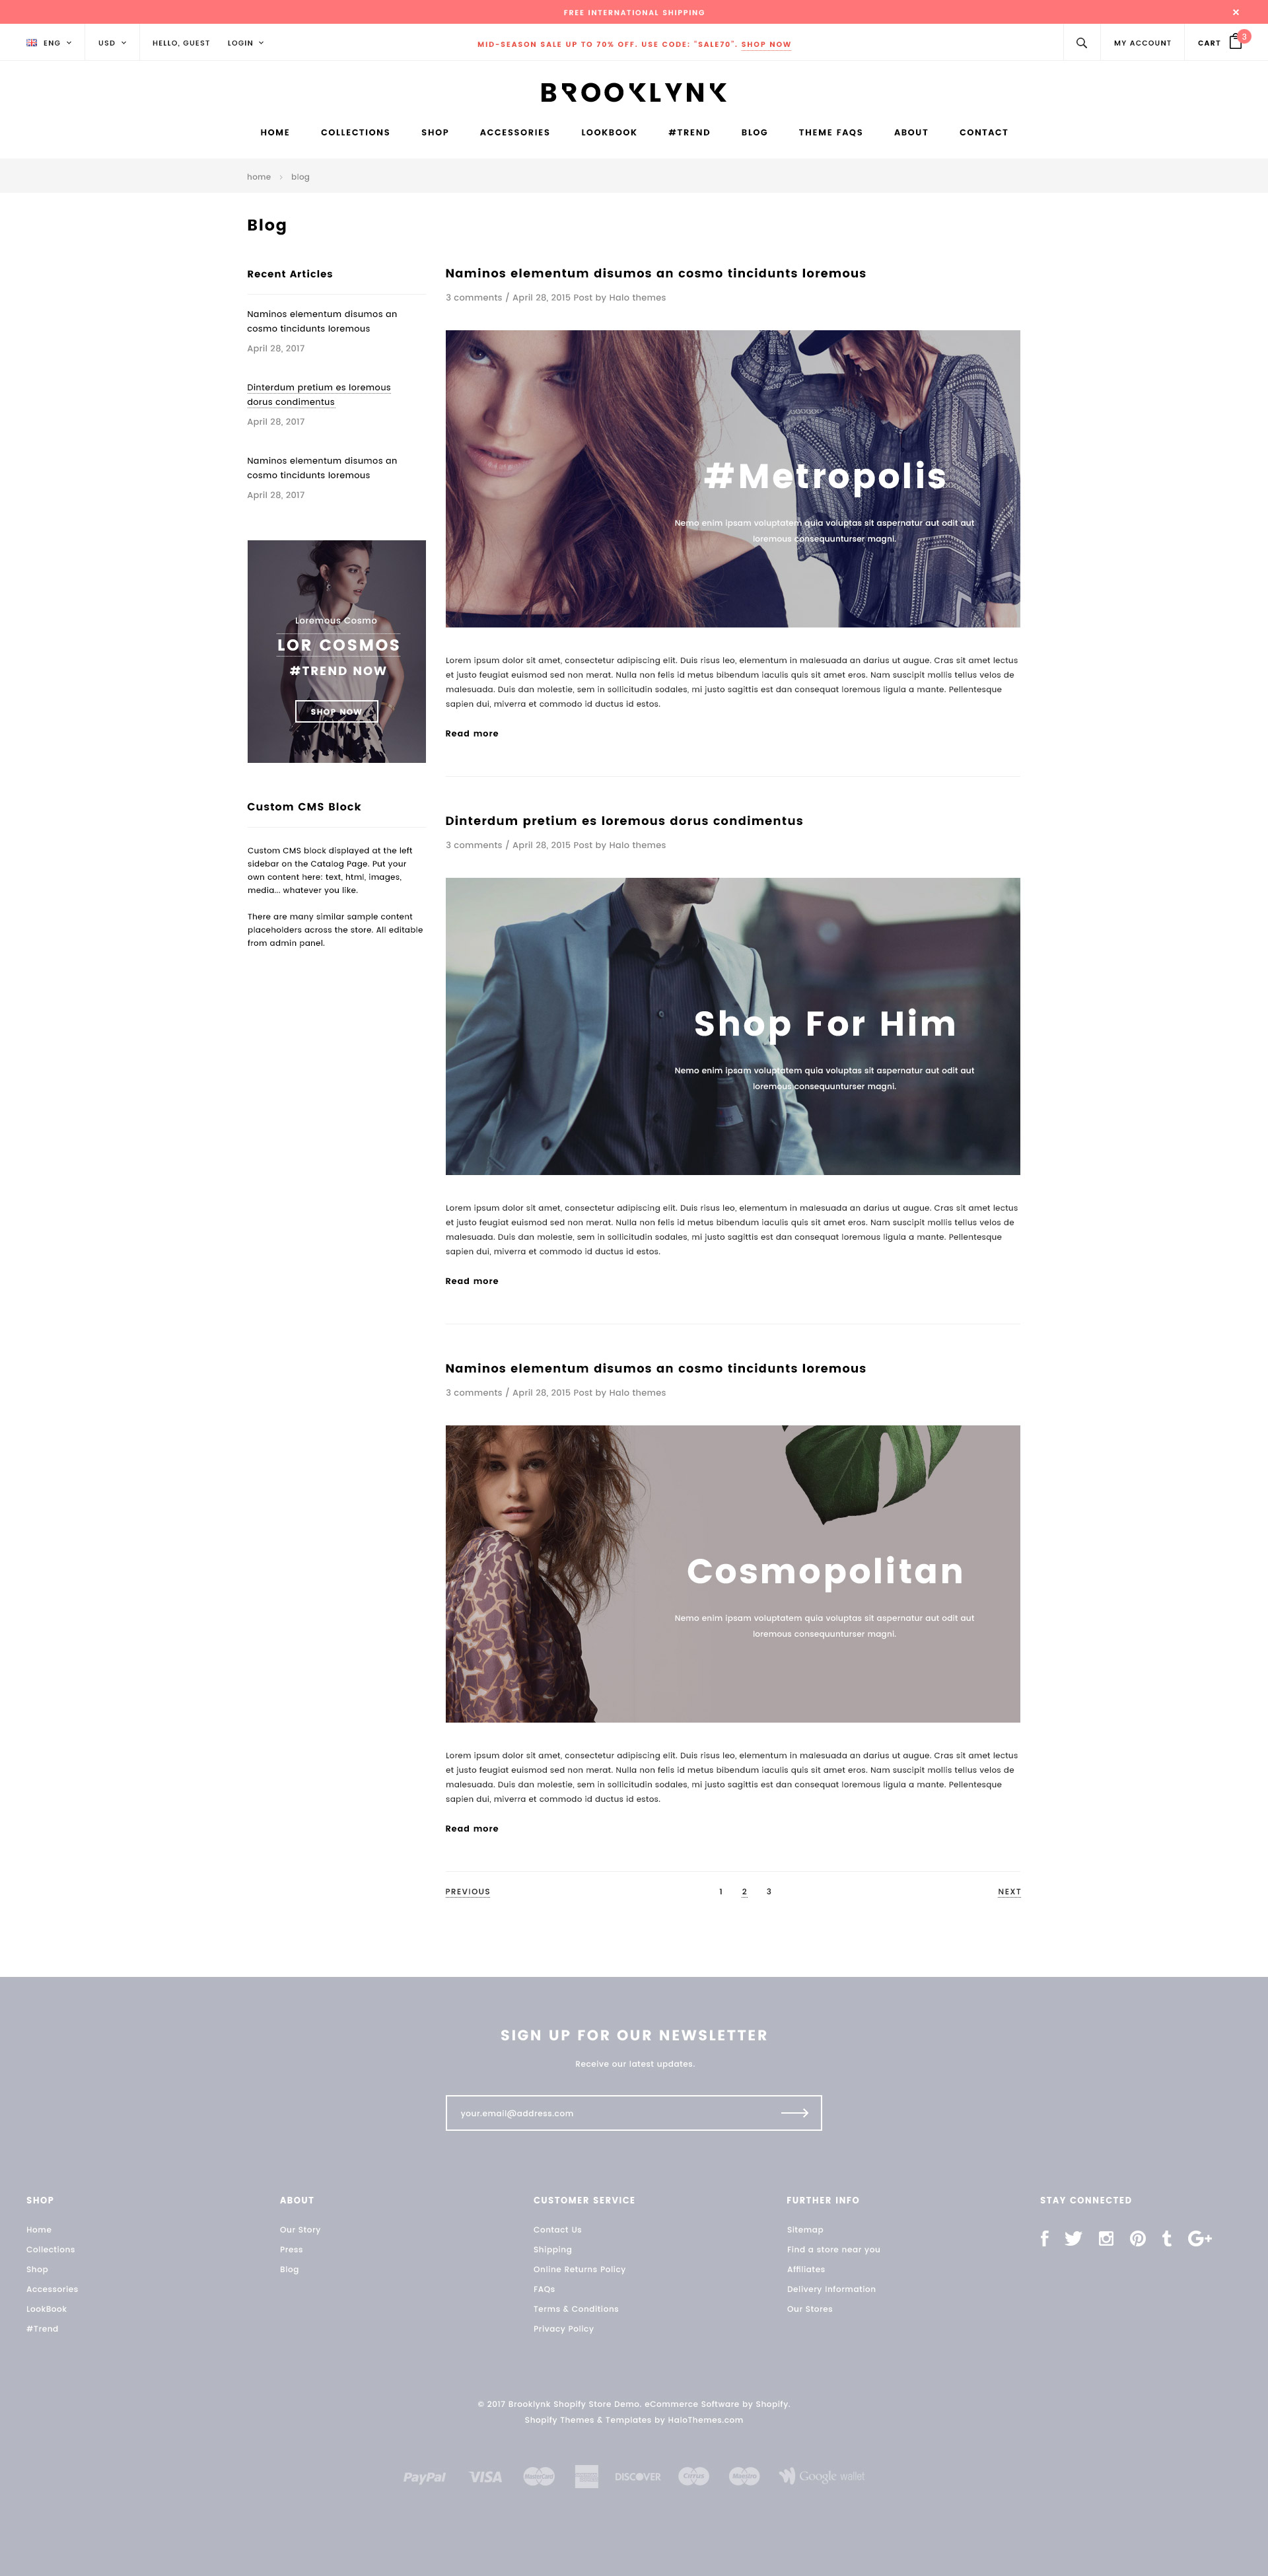 FREE INTERNATIONAL SHIPPING
ENG
USD
HELLO, GUEST
LOGIN
MID-SEASON SALE UP TO 70% OFF. USE CODE: "SALE70". SHOP NOW
MY ACCOUNT
CART
3
BROOKLYNK
HOME
COLLECTIONS
SHOP
ACCESSORIES
LOOKBOOK
#TREND
BLOG
THEME FAQS
ABOUT
CONTACT
home
blog
Blog
Recent Articles
Naminos elementum disumos an
cosmo tincidunts loremous
April 28, 2017
Dinterdum pretium es loremous
dorus condimentus
April 28, 2017
Naminos elementum disumos an
cosmo tincidunts loremous
April 28, 2017
Loremous Cosmo
LOR COSMOS
#TREND NOW
SHOP NOW
Custom CMS Block
Custom CMS block displayed at the left
sidebar on the Catalog Page. Put your
own content here: text, html, images,
media... whatever you like.
There are many similar sample content
placeholders across the store. All editable
from admin panel.
Naminos elementum disumos an cosmo tincidunts loremous
3 comments / April 28, 2015 Post by Halo themes
#Metropolis
Nemo enim ipsam voluptatem quia voluptas sit aspernatur aut odit aut
loremous consequunturser magni.
Lorem ipsum dolor sit amet, consectetur adipiscing elit. Duis risus leo, elementum in malesuada an darius ut augue. Cras sit amet lectus
et justo feugiat euismod sed non merat. Nulla non felis id metus bibendum iaculis quis sit amet eros. Nam suscipit mollis tellus velos de
malesuada. Duis dan molestie, sem in sollicitudin sodales, mi justo sagittis est dan consequat loremous ligula a mante. Pellentesque
sapien dui, miverra et commodo id ductus id estos.
Read more
Dinterdum pretium es loremous dorus condimentus
3 comments / April 28, 2015 Post by Halo themes
Shop For Him
Nemo enim ipsam voluptatem quia voluptas sit aspernatur aut odit aut
loremous consequunturser magni.
Lorem ipsum dolor sit amet, consectetur adipiscing elit. Duis risus leo, elementum in malesuada an darius ut augue. Cras sit amet lectus
et justo feugiat euismod sed non merat. Nulla non felis id metus bibendum iaculis quis sit amet eros. Nam suscipit mollis tellus velos de
malesuada. Duis dan molestie, sem in sollicitudin sodales, mi justo sagittis est dan consequat loremous ligula a mante. Pellentesque
sapien dui, miverra et commodo id ductus id estos.
Read more
Naminos elementum disumos an cosmo tincidunts loremous
3 comments / April 28, 2015 Post by Halo themes
Cosmopolitan
Nemo enim ipsam voluptatem quia voluptas sit aspernatur aut odit aut
loremous consequunturser magni.
Lorem ipsum dolor sit amet, consectetur adipiscing elit. Duis risus leo, elementum in malesuada an darius ut augue. Cras sit amet lectus
et justo feugiat euismod sed non merat. Nulla non felis id metus bibendum iaculis quis sit amet eros. Nam suscipit mollis tellus velos de
malesuada. Duis dan molestie, sem in sollicitudin sodales, mi justo sagittis est dan consequat loremous ligula a mante. Pellentesque
sapien dui, miverra et commodo id ductus id estos.
Read more
PREVIOUS
1 2 3
NEXT
SIGN UP FOR OUR NEWSLETTER
Receive our latest updates.
your.email@address.com
SHOP
Home
Collections
Shop
Accessories
LookBook
#Trend
ABOUT
Our Story
Press
Blog
CUSTOMER SERVICE
Contact Us
Shipping
Online Returns Policy
FAQs
Terms & Conditions
Privacy Policy
FURTHER INFO
Sitemap
Find a store near you
Affiliates
Delivery information
Our Stores
STAY CONNECTED
© 2017 Brooklynk Shopify Store Demo. eCommerce Software by Shopify.
Shopify Themes & Templates by HaloThemes.com
PayPal
VISA
MasterCard
DISCOVER
Cirrus
Maestro
Google wallet